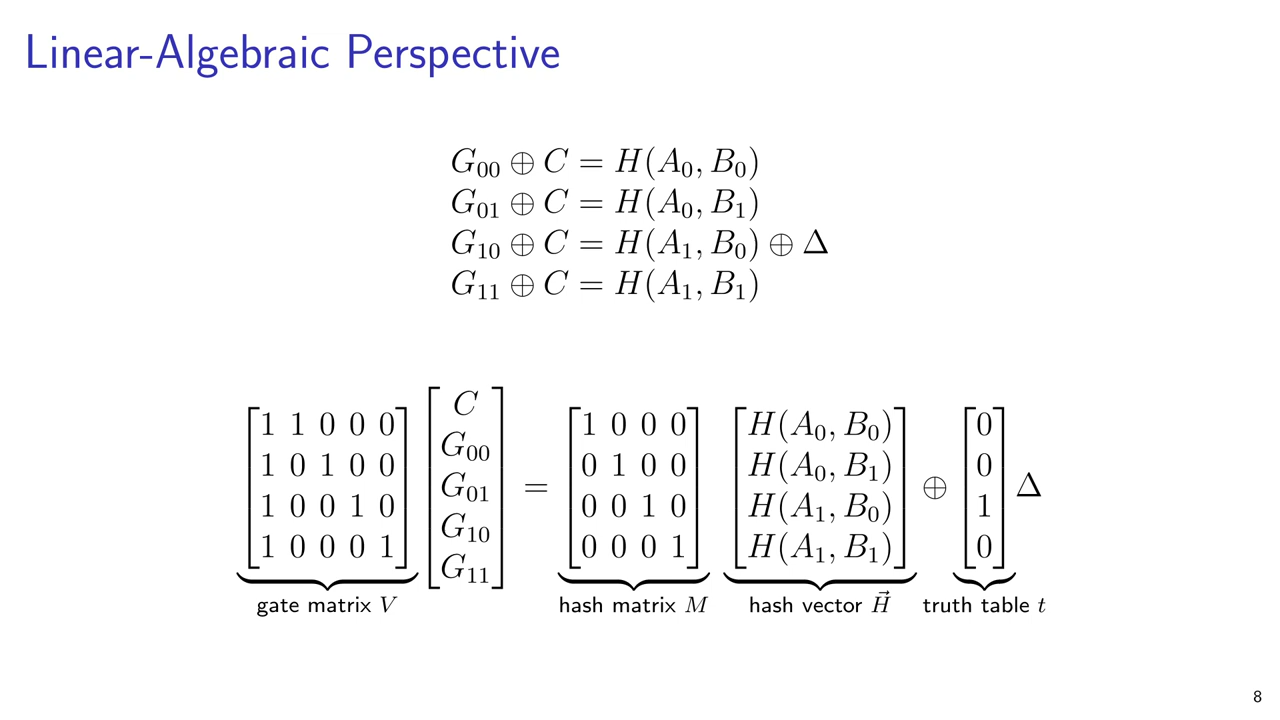 Linear-Algebraic Perspective
G₀₀ ⊕ C = H(A₀, B₀)
G₀₁ ⊕ C = H(A₀, B₁)
G₁₀ ⊕ C = H(A₁, B₀) ⊕ Δ
G₁₁ ⊕ C = H(A₁, B₁)
[1 1 0 0 0; 1 0 1 0 0; 1 0 0 1 0; 1 0 0 0 1] [C; G₀₀; G₀₁; G₁₀; G₁₁] = [1 0 0 0; 0 1 0 0; 0 0 1 0; 0 0 0 1] [H(A₀, B₀); H(A₀, B₁); H(A₁, B₀); H(A₁, B₁)] ⊕ [0; 0; 1; 0] Δ
gate matrix V hash matrix M hash vector H⃗ truth table t
8